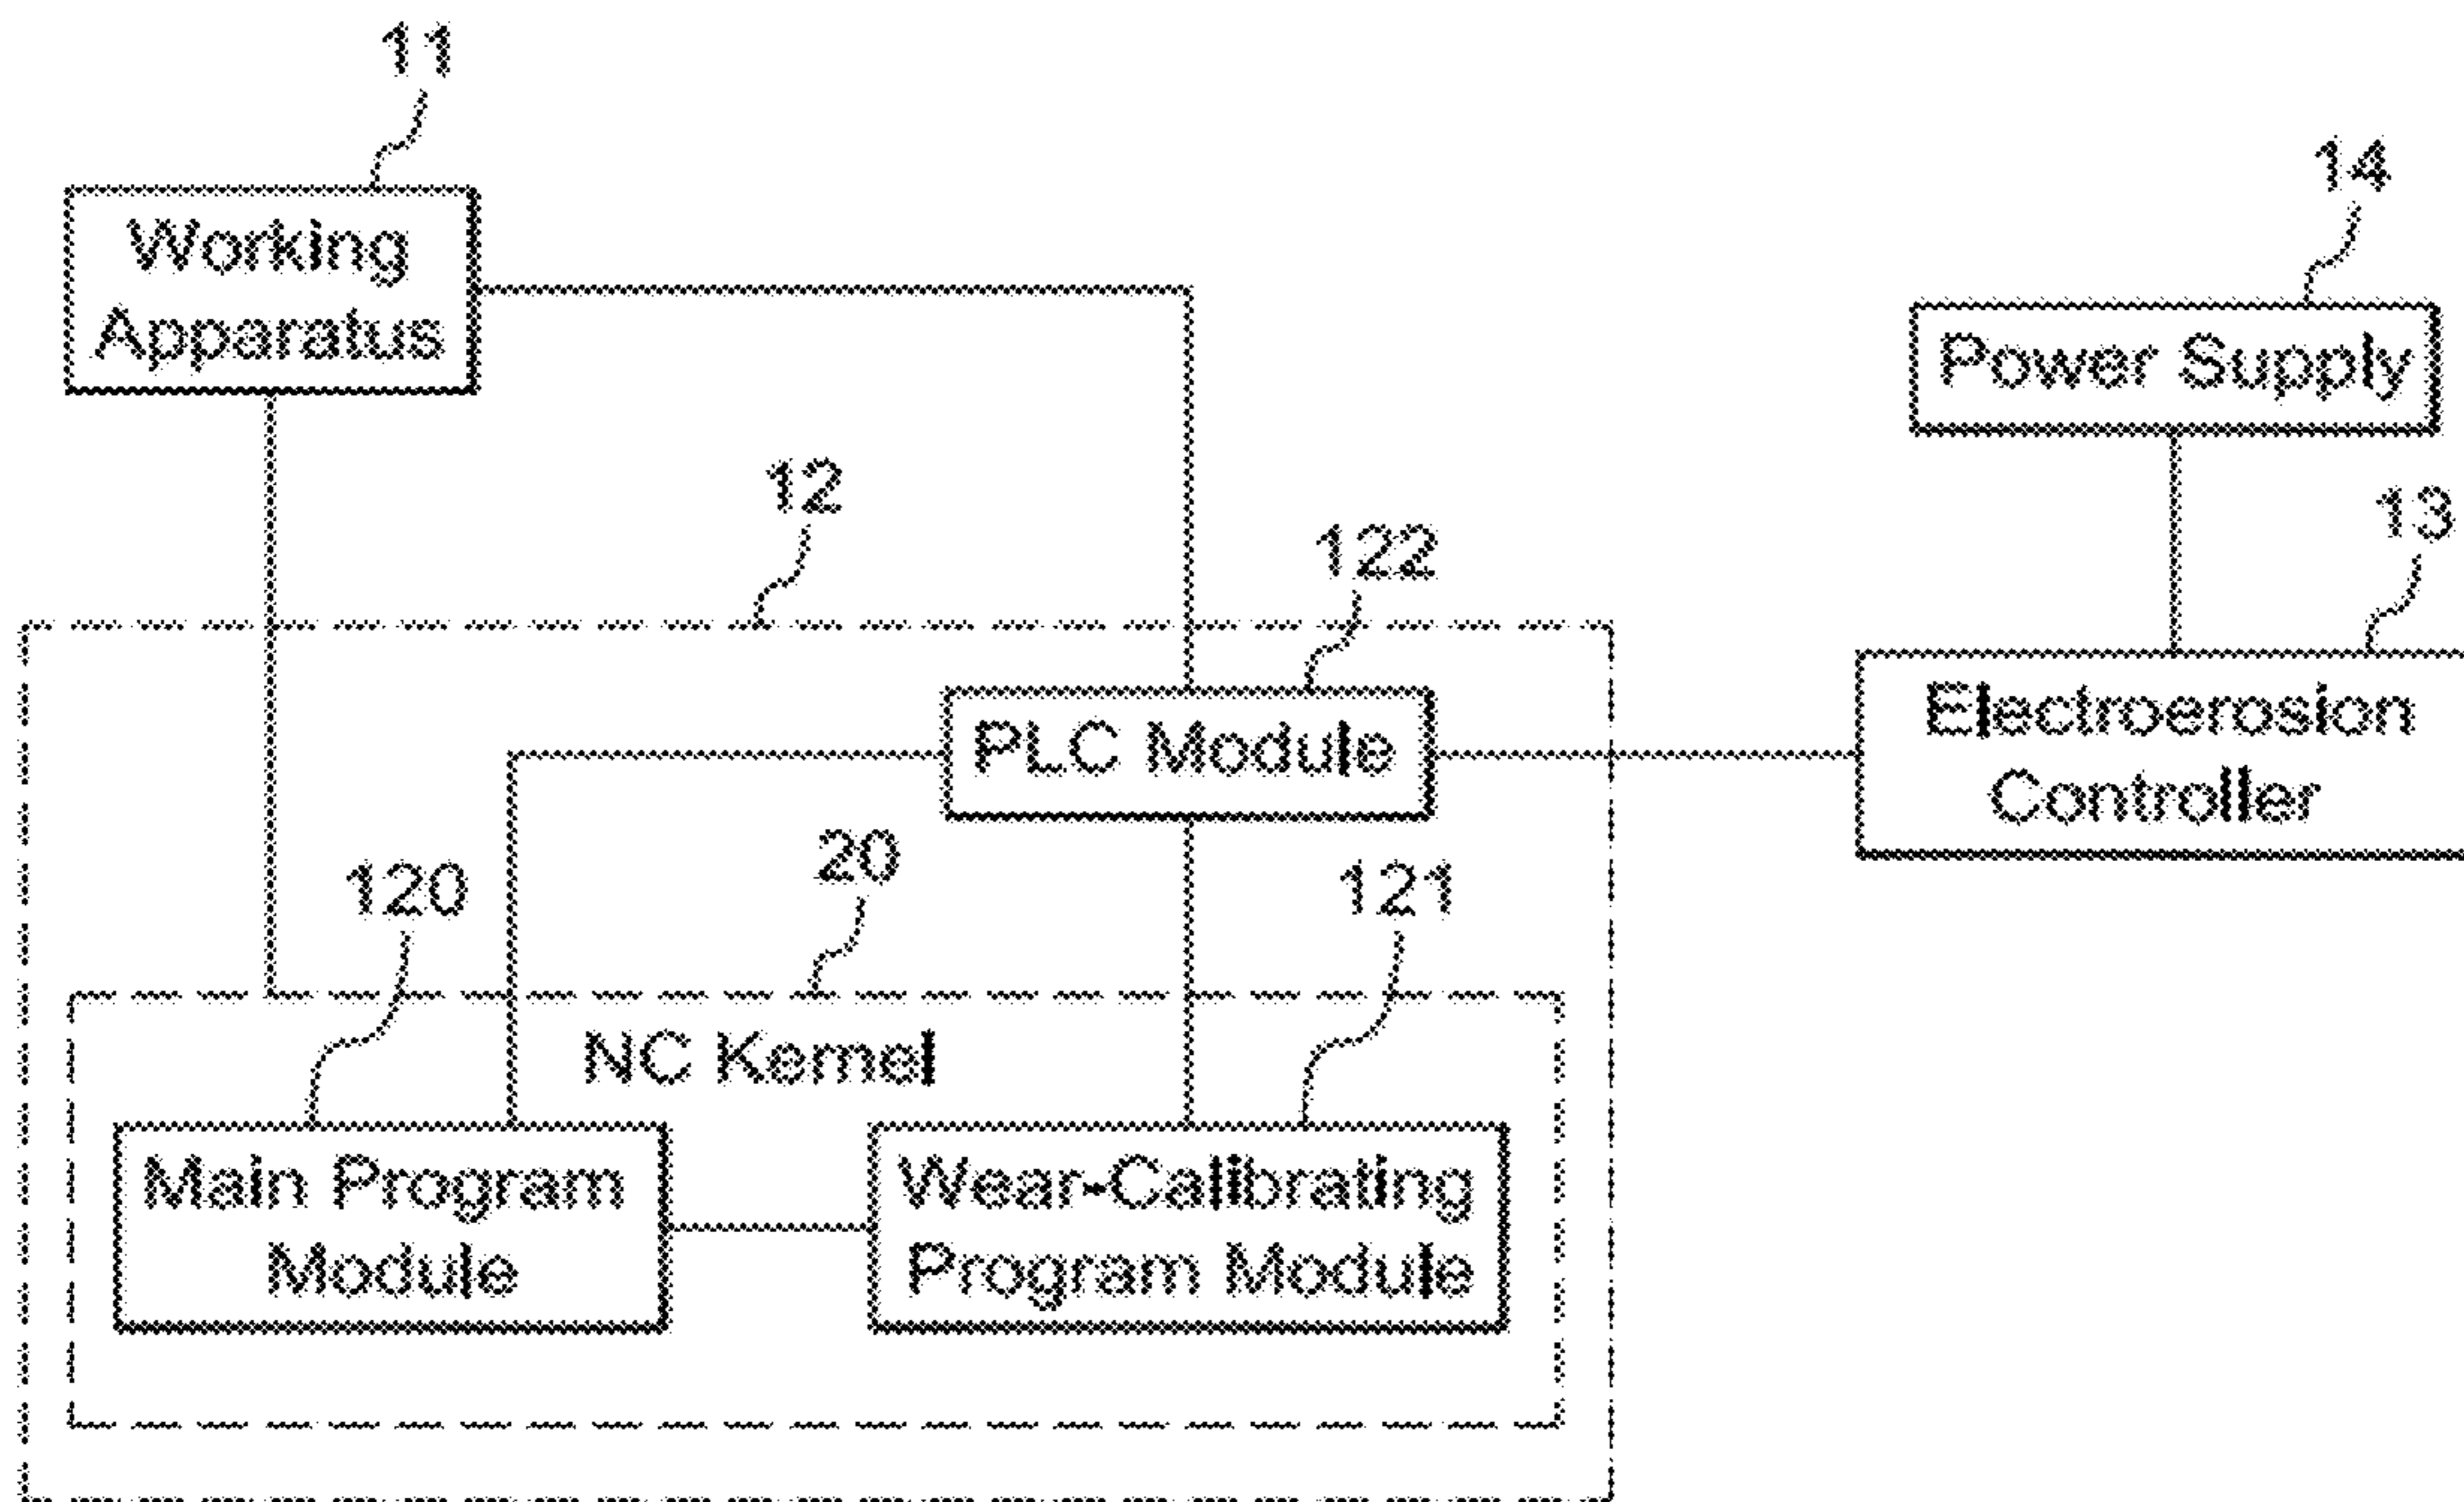 11
14
Working
Apparatus
Power Supply
12
13
122
Electroerosion
Controller
PLC Module
20
120
121
NC Kernel
Main Program
Module
Wear-Calibrating
Program Module